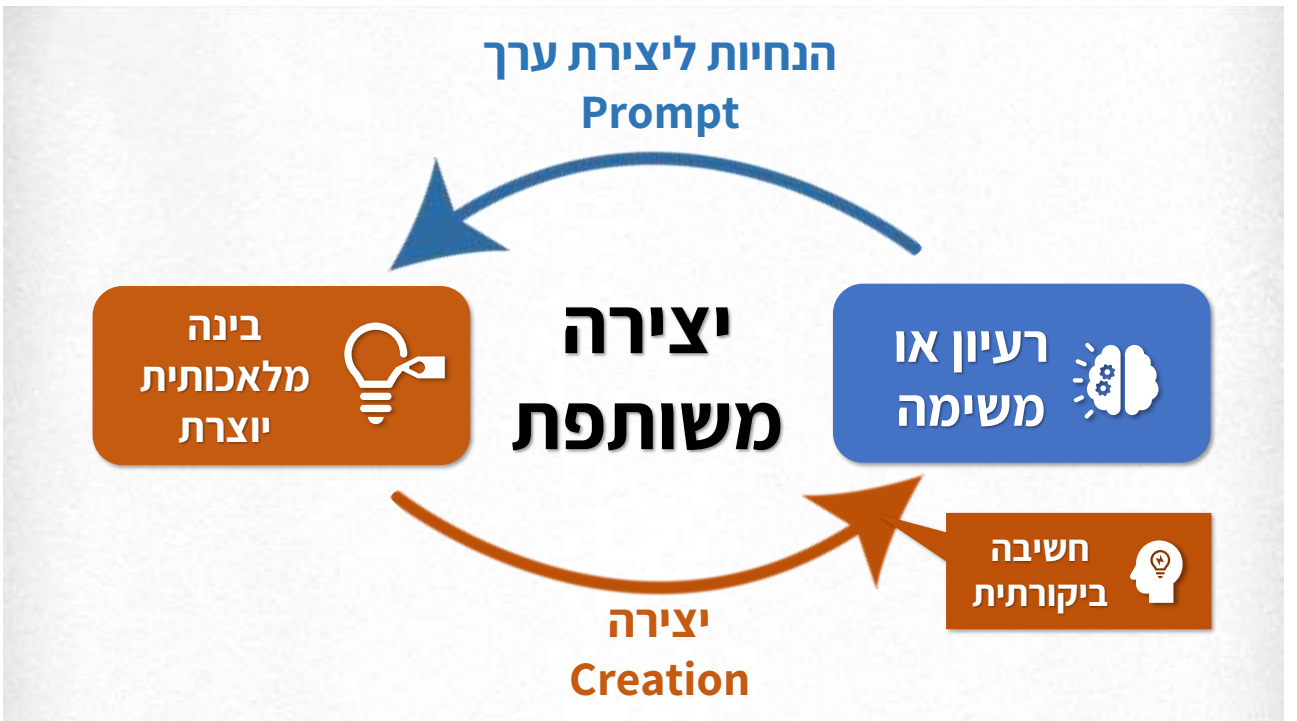 הנחיות ליצירת ערך
Prompt
רעיון או
משימה
יצירה
משותפת
בינה
מלאכותית
יוצרת
חשיבה
ביקורתית
יצירה
Creation